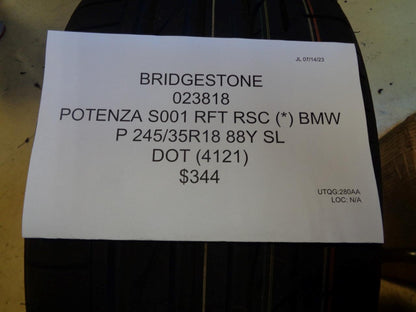 JL 07/14/23
BRIDGESTONE
023818
POTENZA S001 RFT RSC (*) BMW
P 245/35R18 88Y SL
DOT (4121)
$344
UTQG:280AA
LOC: N/A